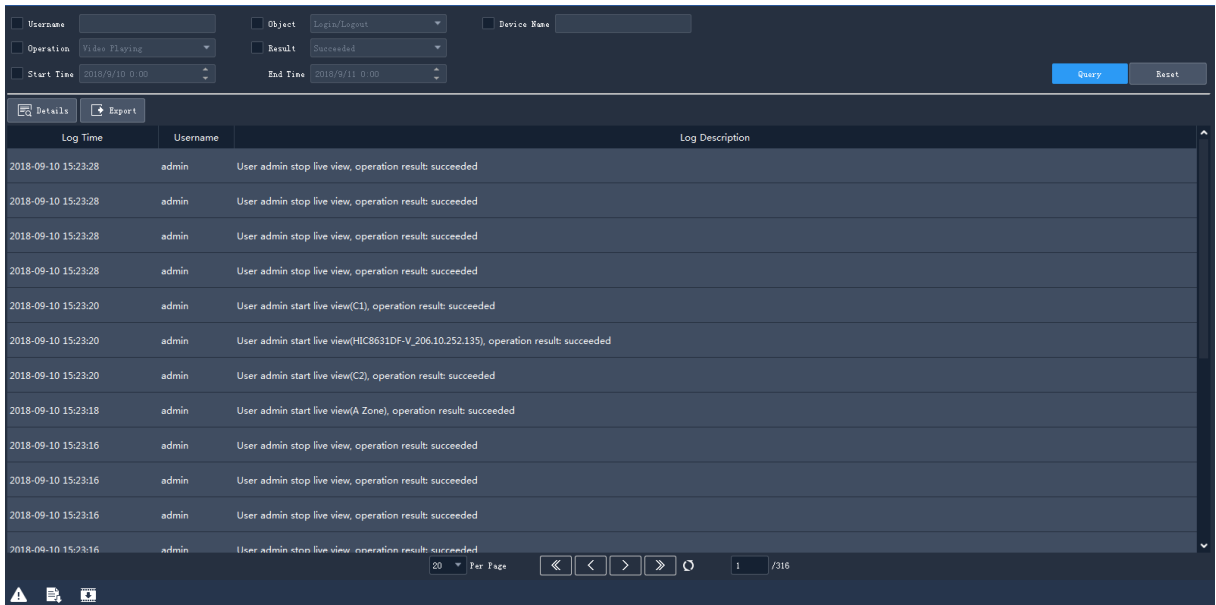 Username Object Login/Logout Device Name
Operation Video Playing Result Succeeded
Start Time 2018/9/10 0:00 End Time 2018/9/11 0:00 Query Reset
Details Export
Log Time Username Log Description
2018-09-10 15:23:28 admin User admin stop live view, operation result: succeeded
2018-09-10 15:23:28 admin User admin stop live view, operation result: succeeded
2018-09-10 15:23:28 admin User admin stop live view, operation result: succeeded
2018-09-10 15:23:28 admin User admin stop live view, operation result: succeeded
2018-09-10 15:23:20 admin User admin start live view(C1), operation result: succeeded
2018-09-10 15:23:20 admin User admin start live view(HIC8631DF-V_206.10.252.135), operation result: succeeded
2018-09-10 15:23:20 admin User admin start live view(C2), operation result: succeeded
2018-09-10 15:23:18 admin User admin start live view(A Zone), operation result: succeeded
2018-09-10 15:23:16 admin User admin stop live view, operation result: succeeded
2018-09-10 15:23:16 admin User admin stop live view, operation result: succeeded
2018-09-10 15:23:16 admin User admin stop live view, operation result: succeeded
2018-09-10 15:23:16 admin User admin stop live view, operation result: succeeded
20 Per Page 1 /316